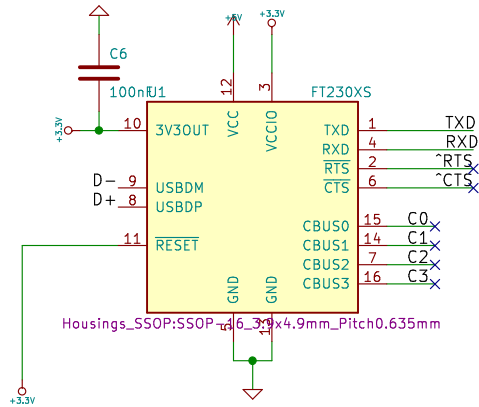 +5V
+3.3V
C6
100nF
U1
FT230XS
12
3
VCC
VCCIO
+3.3V
10
3V3OUT
TXD
1
TXD
RXD
4
RXD
RTS
2
^RTS
D-
9
USBDM
CTS
6
^CTS
D+
8
USBDP
CBUS0
15
C0
11
RESET
CBUS1
14
C1
CBUS2
7
C2
CBUS3
16
C3
GND
GND
Housings_SSOP:SSOP-16_3.9x4.9mm_Pitch0.635mm
5
13
+3.3V